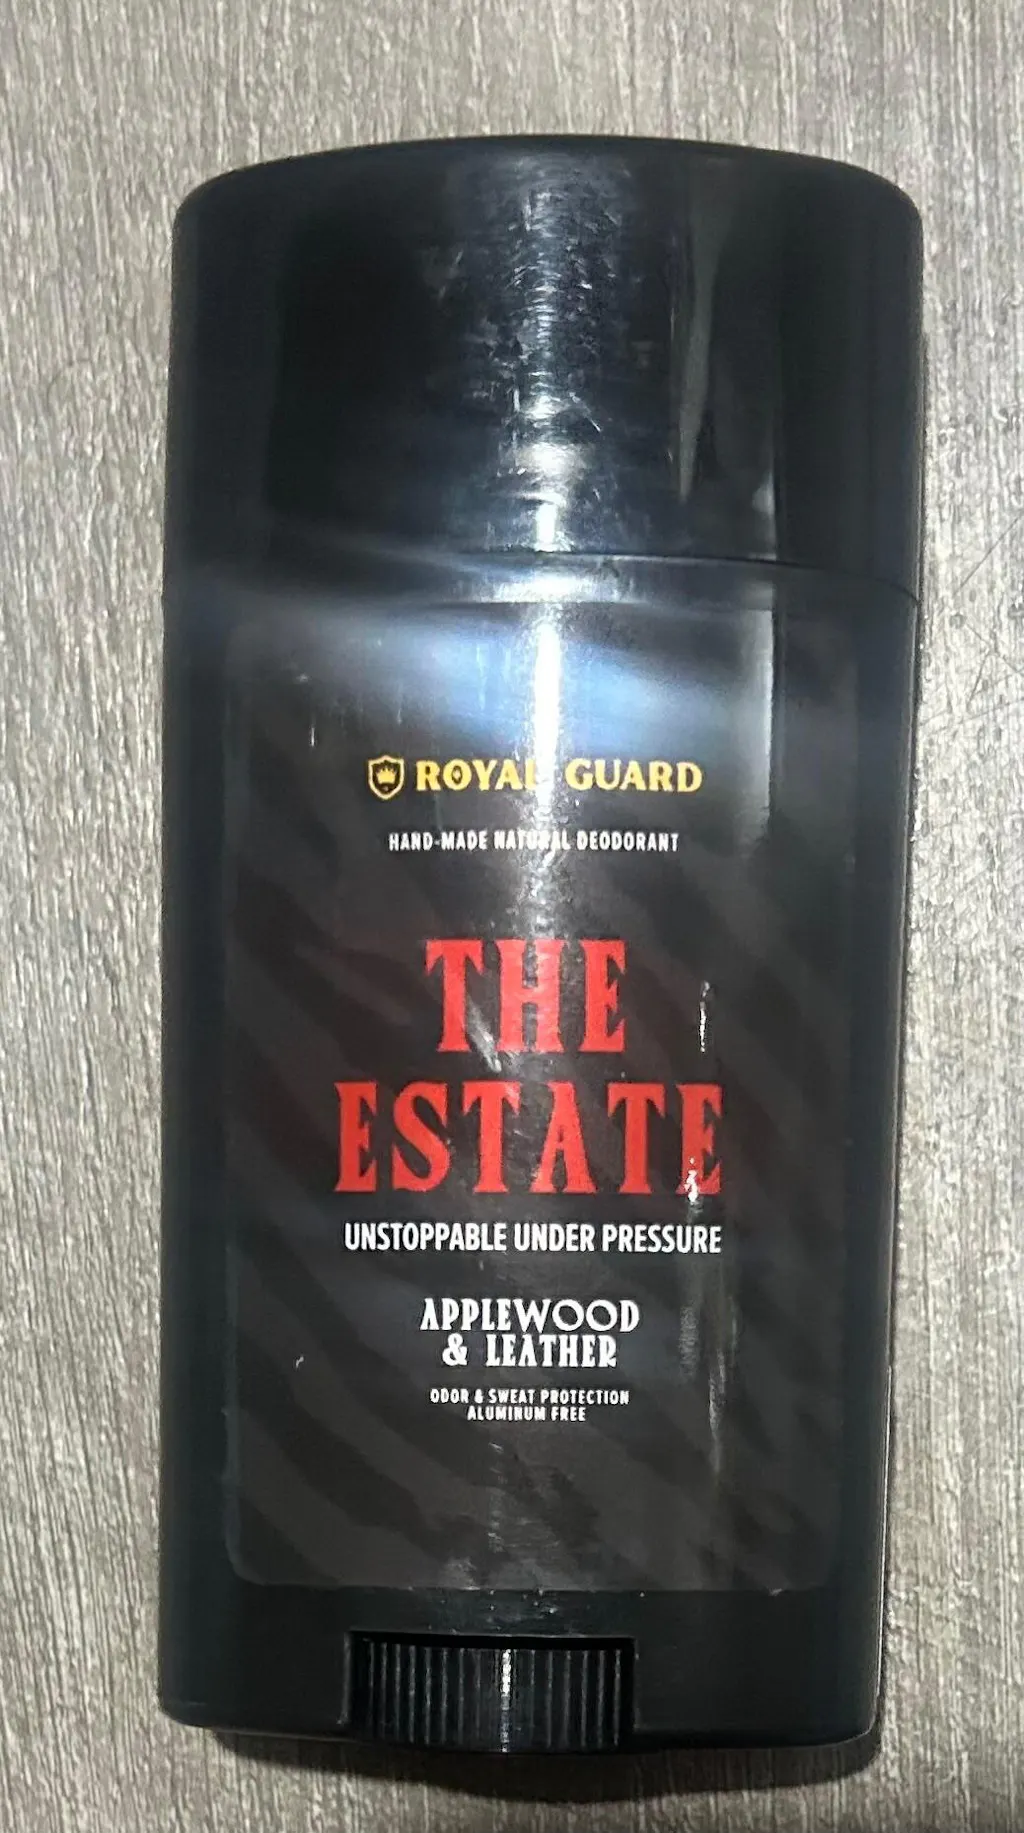 ROYAL GUARD
HAND-MADE NATURAL DEODORANT
THE
ESTATE
UNSTOPPABLE UNDER PRESSURE
APPLEWOOD
& LEATHER
ODOR & SWEAT PROTECTION
ALUMINUM FREE